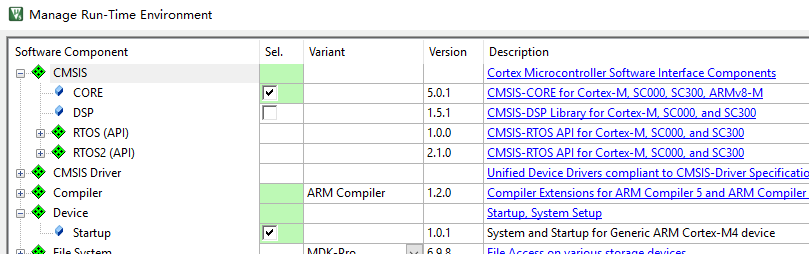 Manage Run-Time Environment
Software Component Sel. Variant Version Description
CMSIS Cortex Microcontroller Software Interface Components
CORE 5.0.1 CMSIS-CORE for Cortex-M, SC000, SC300, ARMv8-M
DSP 1.5.1 CMSIS-DSP Library for Cortex-M, SC000, and SC300
RTOS (API) 1.0.0 CMSIS-RTOS API for Cortex-M, SC000, and SC300
RTOS2 (API) 2.1.0 CMSIS-RTOS API for Cortex-M, SC000, and SC300
CMSIS Driver Unified Device Drivers compliant to CMSIS-Driver Specificatio
Compiler ARM Compiler 1.2.0 Compiler Extensions for ARM Compiler 5 and ARM Compiler
Device Startup, System Setup
Startup 1.0.1 System and Startup for Generic ARM Cortex-M4 device
File System MDK-Pro 6.9.8 File Access on various storage devices